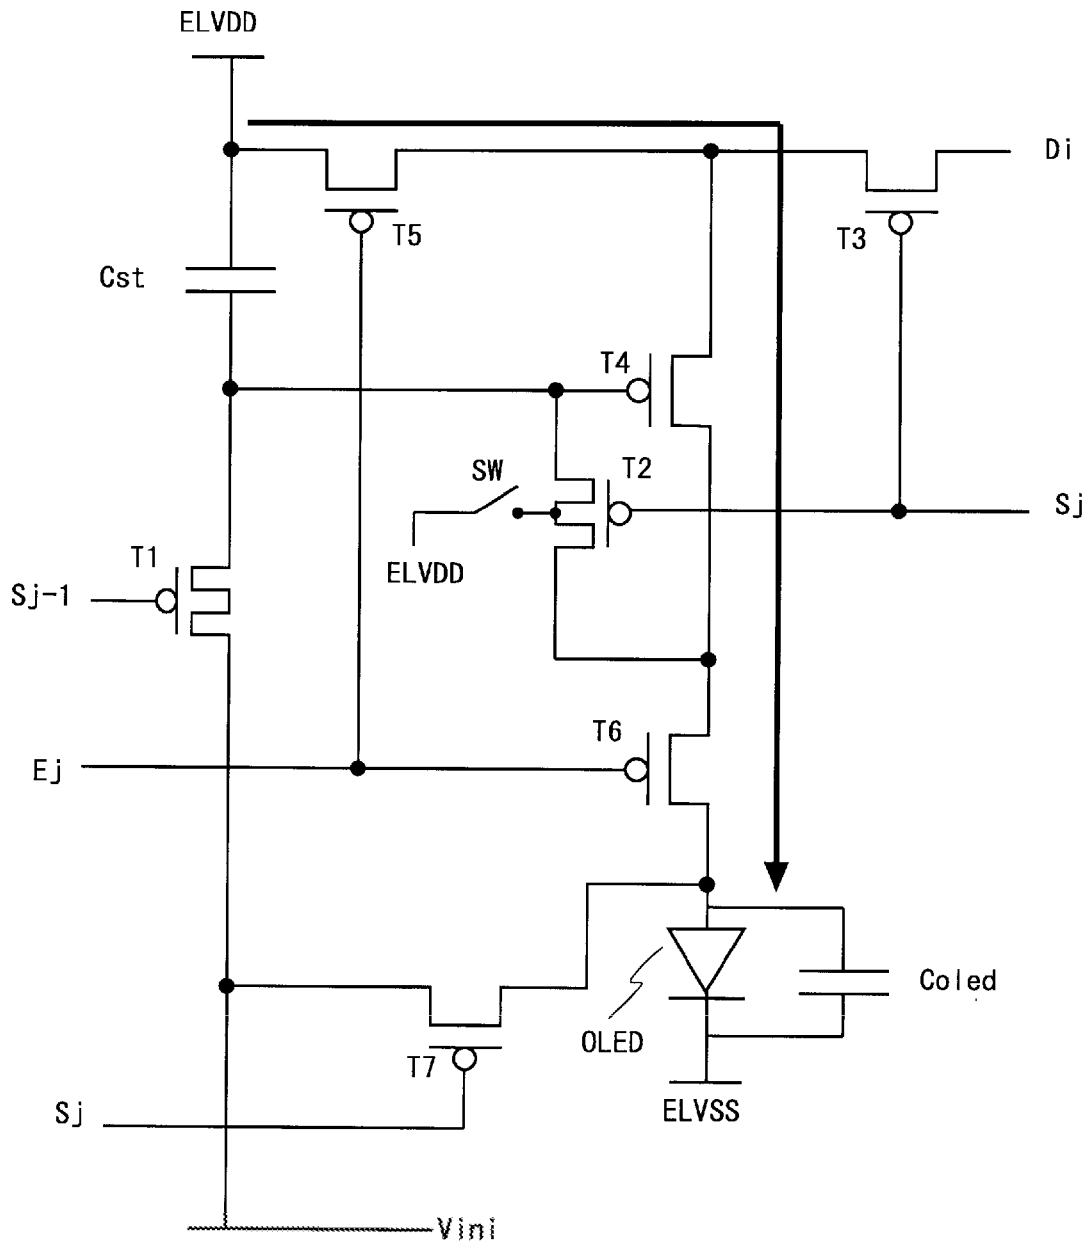 ELVDD
Di
T5
T3
Cst
T4
SW
T2
Sj
ELVDD
T1
Sj-1
T6
Ej
Coled
OLED
T7
Sj
ELVSS
Vini